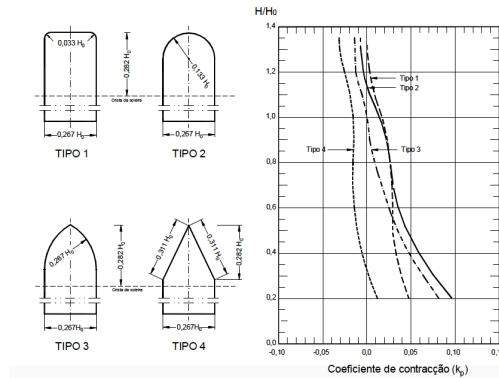 0,033 H₀
0,282 H₀
Crista da soleira
0,267 H₀
TIPO 1
0,133 H₀
0,267 H₀
TIPO 2
0,267 H₀
0,282 H₀
Crista da soleira
0,267H₀
TIPO 3
0,311 H₀
0,311 H₀
0,282 H₀
0,267 H₀
TIPO 4
H/H₀
1,4
1,2
1,0
0,8
0,6
0,4
0,2
0,0
Tipo 1
Tipo 2
Tipo 4
Tipo 3
-0,10
-0,05
0,0
0,05
0,10
Coeficiente de contracção (kₚ)